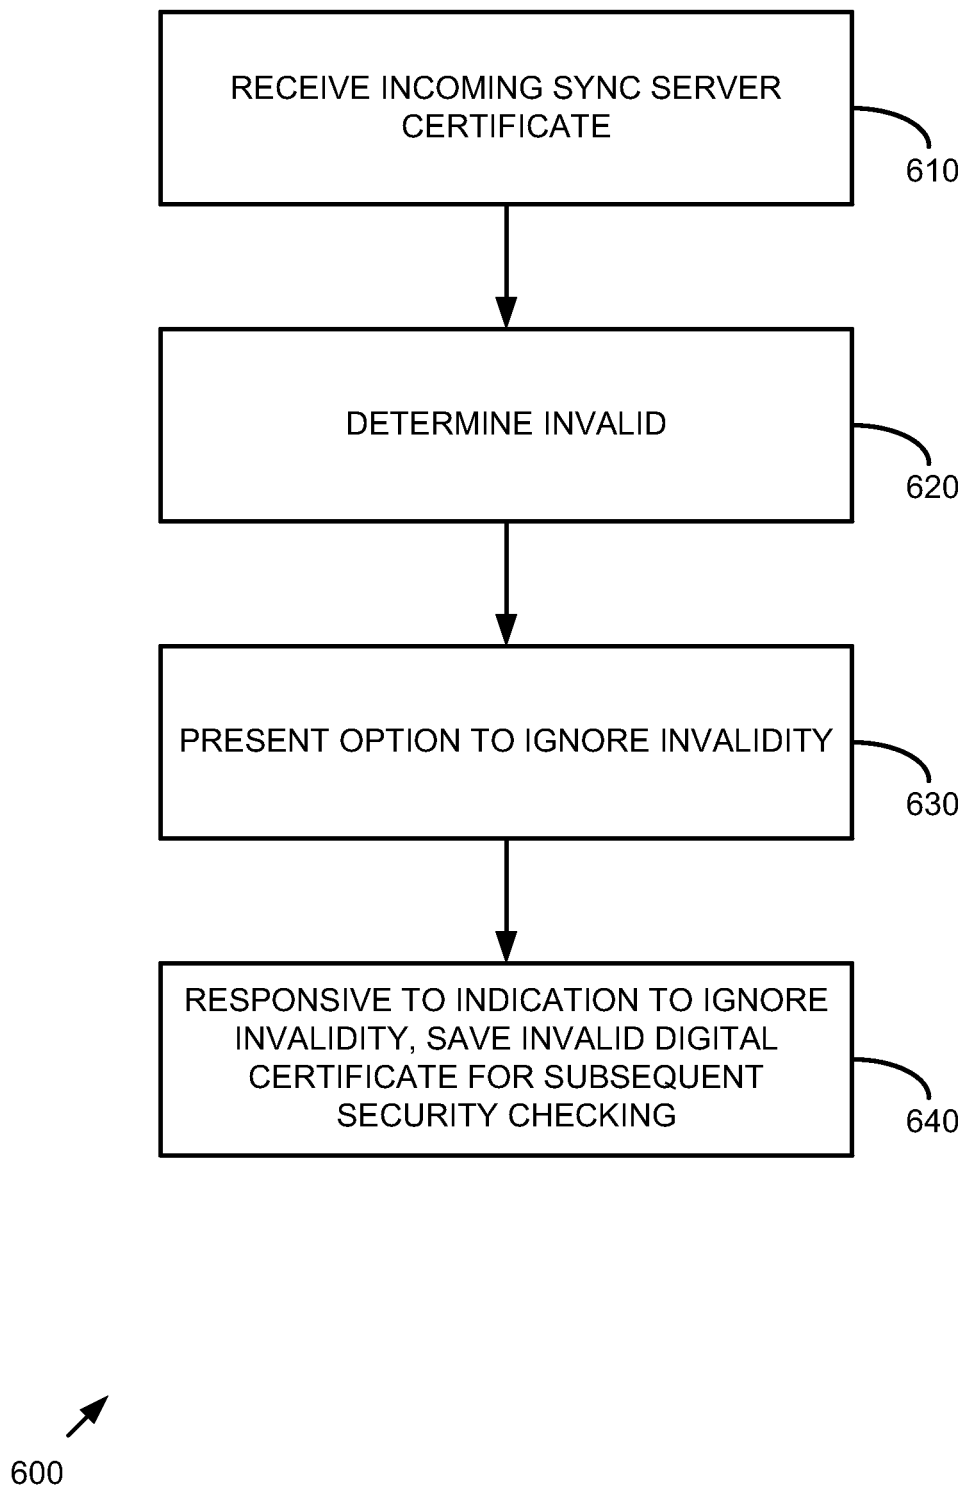 RECEIVE INCOMING SYNC SERVER
CERTIFICATE
610
DETERMINE INVALID
620
PRESENT OPTION TO IGNORE INVALIDITY
630
RESPONSIVE TO INDICATION TO IGNORE
INVALIDITY, SAVE INVALID DIGITAL
CERTIFICATE FOR SUBSEQUENT
SECURITY CHECKING
640
600